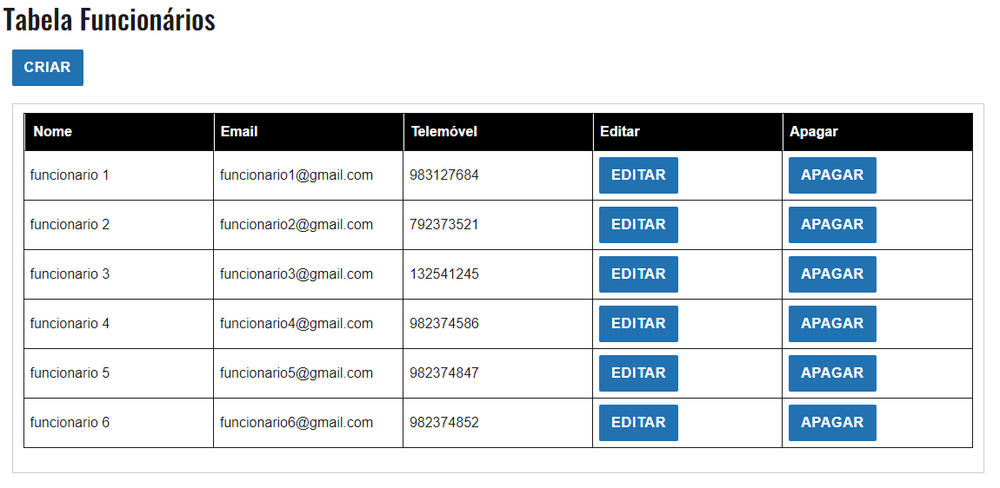 Tabela Funcionários
CRIAR
Nome Email Telemóvel Editar Apagar
funcionario 1 funcionario1@gmail.com 983127684 EDITAR APAGAR
funcionario 2 funcionario2@gmail.com 792373521 EDITAR APAGAR
funcionario 3 funcionario3@gmail.com 132541245 EDITAR APAGAR
funcionario 4 funcionario4@gmail.com 982374586 EDITAR APAGAR
funcionario 5 funcionario5@gmail.com 982374847 EDITAR APAGAR
funcionario 6 funcionario6@gmail.com 982374852 EDITAR APAGAR